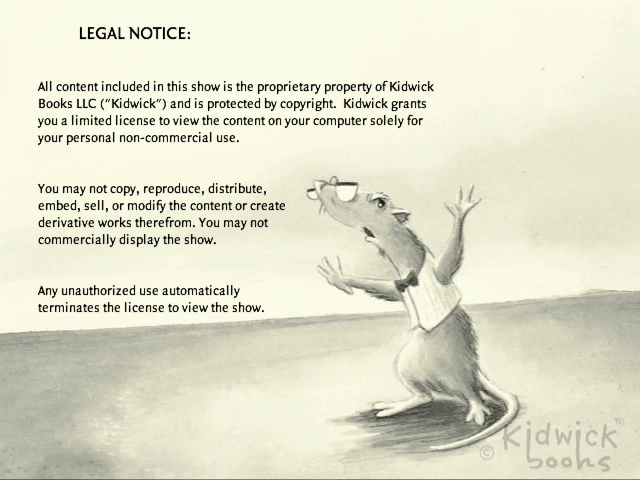 LEGAL NOTICE:
All content included in this show is the proprietary property of Kidwick
Books LLC ("Kidwick") and is protected by copyright.  Kidwick grants
you a limited license to view the content on your computer solely for
your personal non-commercial use.
You may not copy, reproduce, distribute,
embed, sell, or modify the content or create
derivative works therefrom. You may not
commercially display the show.
Any unauthorized use automatically
terminates the license to view the show.
© Kidwick™
books